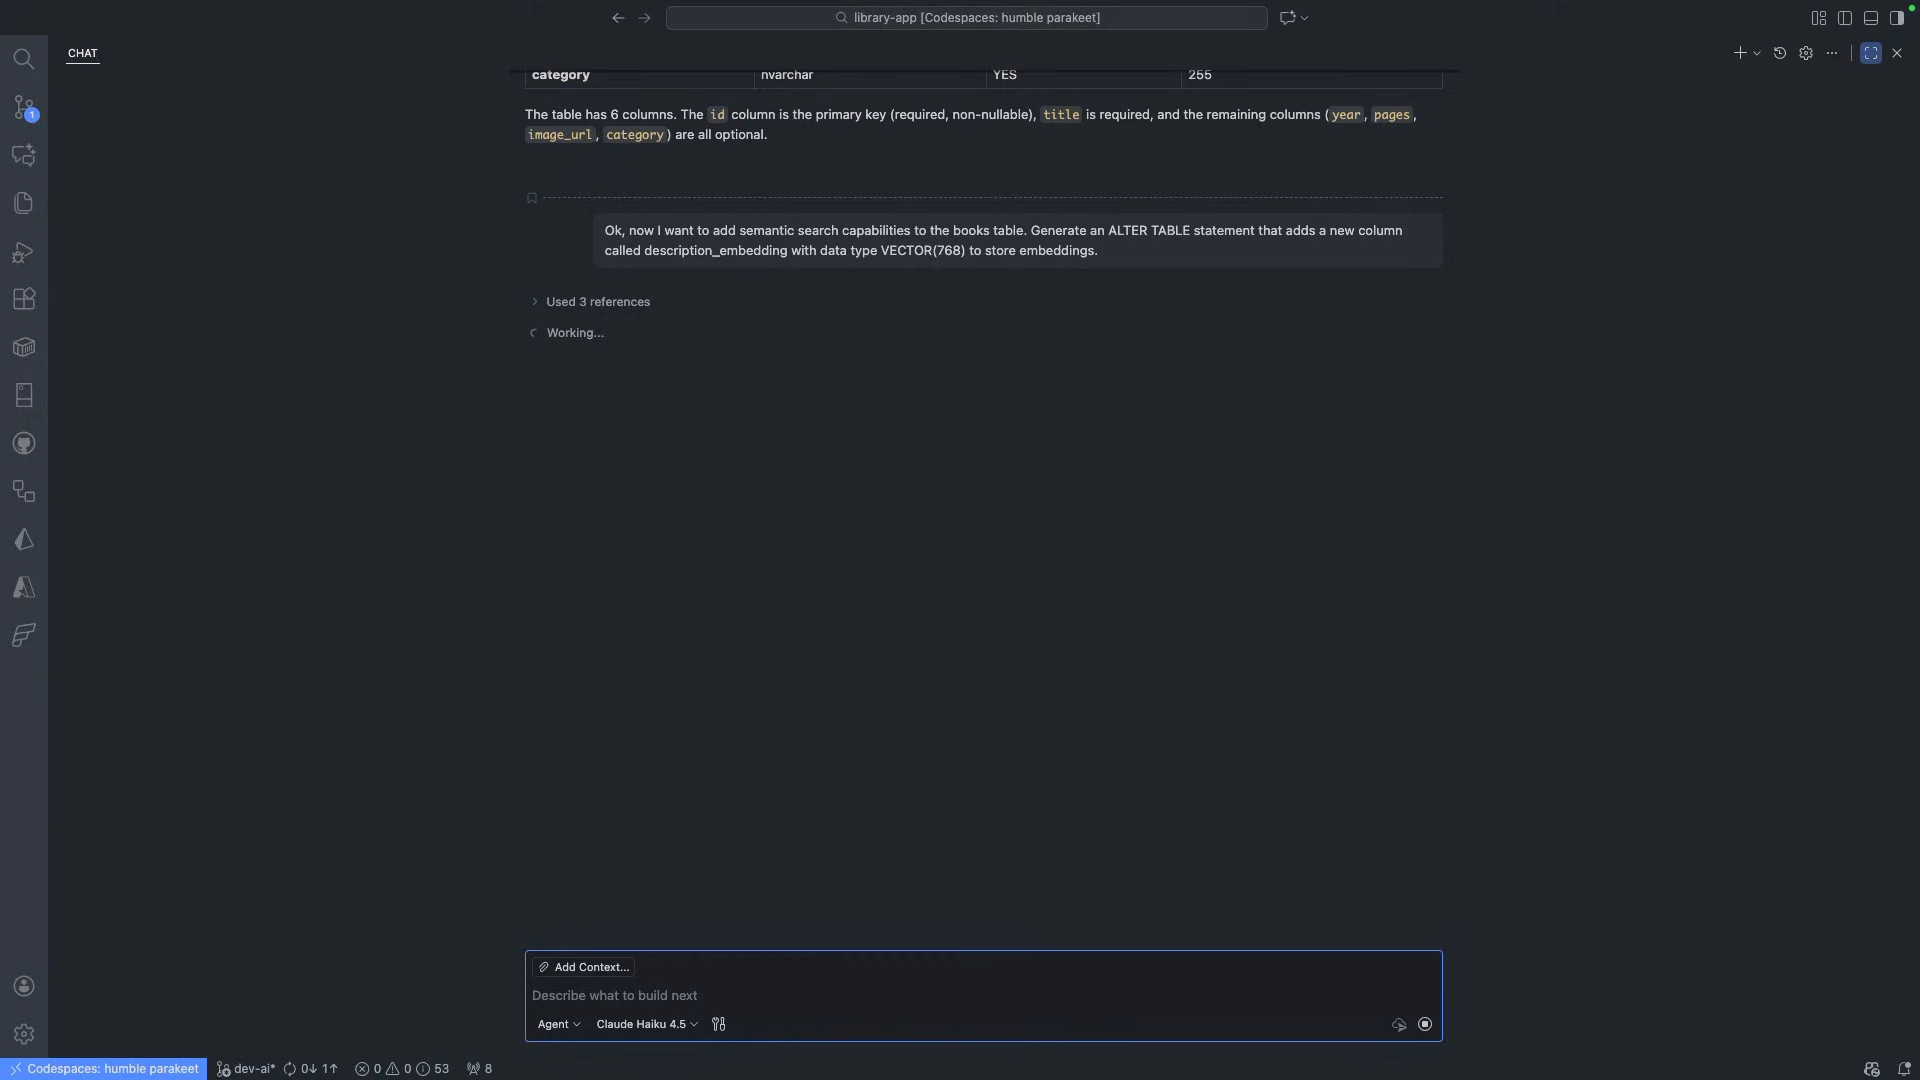 library-app [Codespaces: humble parakeet]
CHAT
category nvarchar YES 255
The table has 6 columns. The id column is the primary key (required, non-nullable), title is required, and the remaining columns (year, pages,
image_url, category) are all optional.
Ok, now I want to add semantic search capabilities to the books table. Generate an ALTER TABLE statement that adds a new column
called description_embedding with data type VECTOR(768) to store embeddings.
Used 3 references
Working...
1
Add Context...
Describe what to build next
Agent Claude Haiku 4.5
Codespaces: humble parakeet dev-ai* 0↓ 1↑ 0 0 53 8